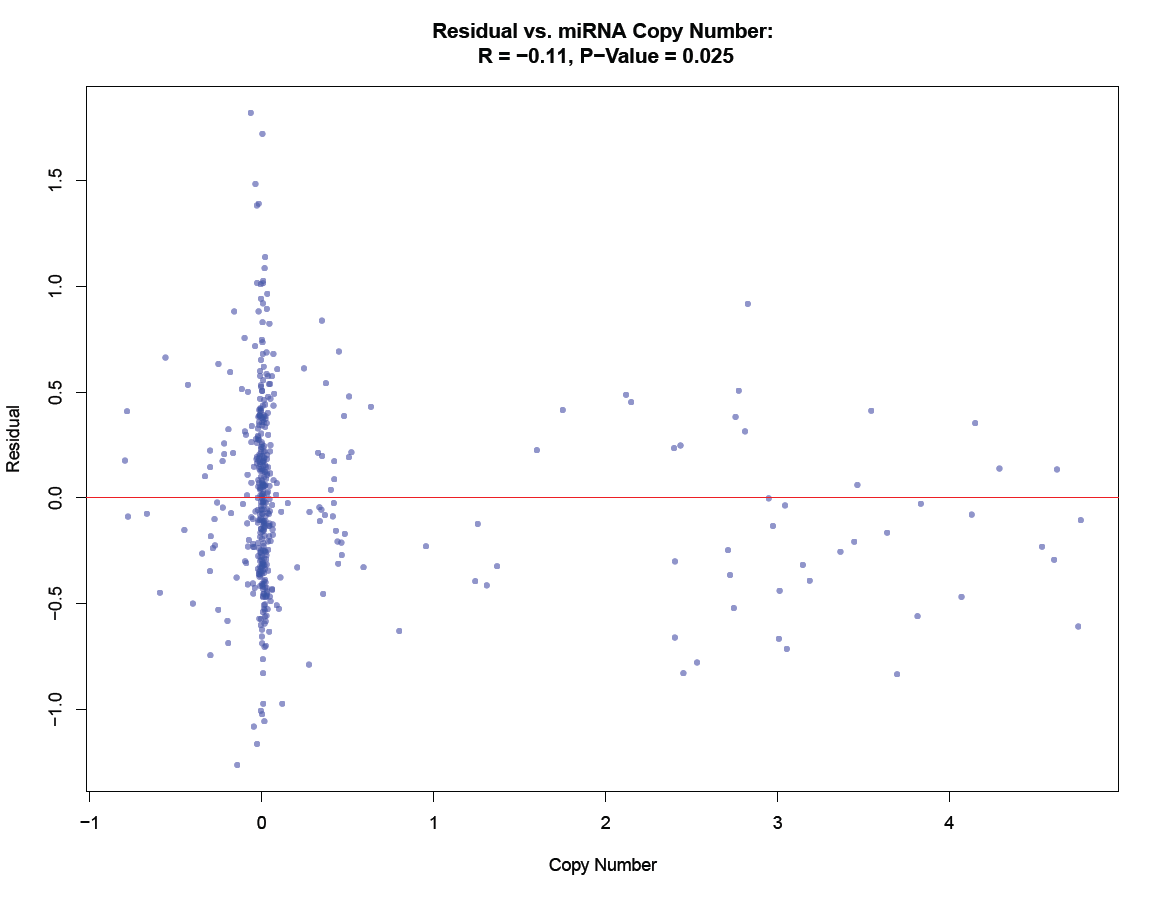 Residual vs. miRNA Copy Number:
R = −0.11, P−Value = 0.025
Residual
1.5
1.0
0.5
0.0
−0.5
−1.0
−1 0 1 2 3 4
Copy Number